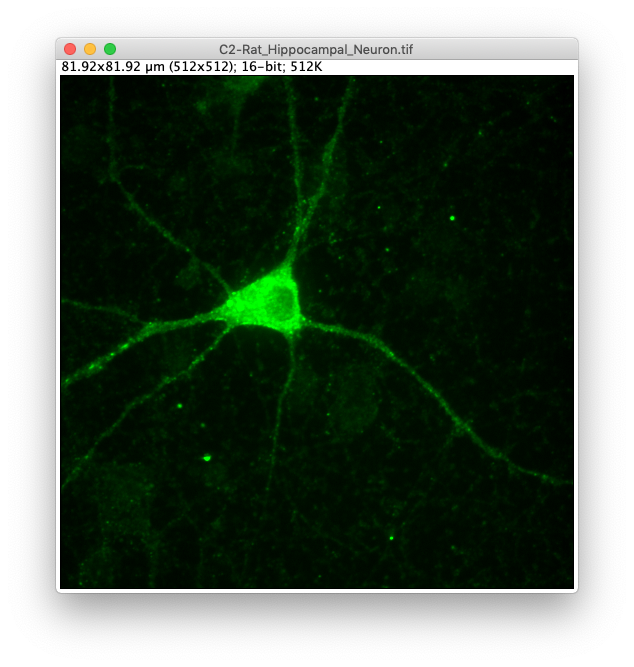 C2-Rat_Hippocampal_Neuron.tif
81.92x81.92 µm (512x512); 16-bit; 512K